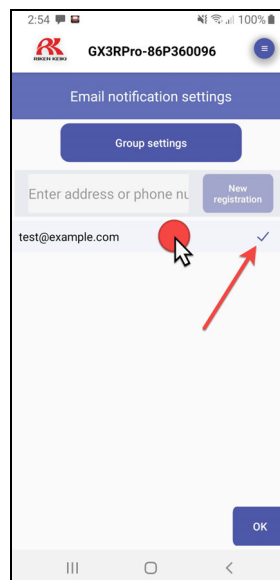 2:54 100%
RIKEN KEIKI
GX3RPro-86P360096
Email notification settings
Group settings
Enter address or phone nu
New
registration
test@example.com
OK